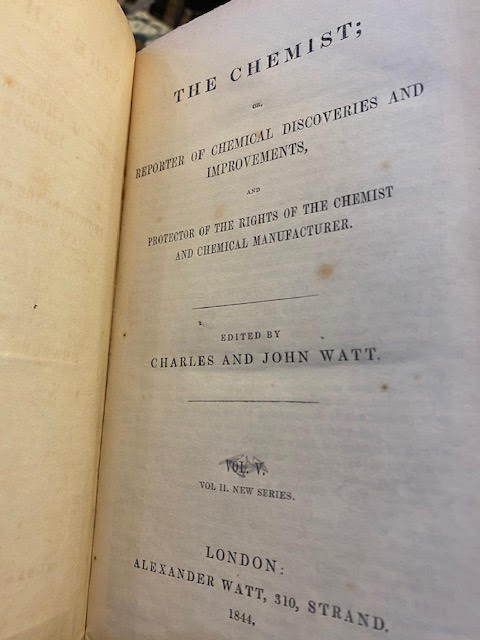 THE CHEMIST;
OR,
REPORTER OF CHEMICAL DISCOVERIES AND
IMPROVEMENTS,
AND
PROTECTOR OF THE RIGHTS OF THE CHEMIST
AND CHEMICAL MANUFACTURER.
EDITED BY
CHARLES AND JOHN WATT.
VOL. V.
VOL II. NEW SERIES.
LONDON:
ALEXANDER WATT, 310, STRAND.
1844.